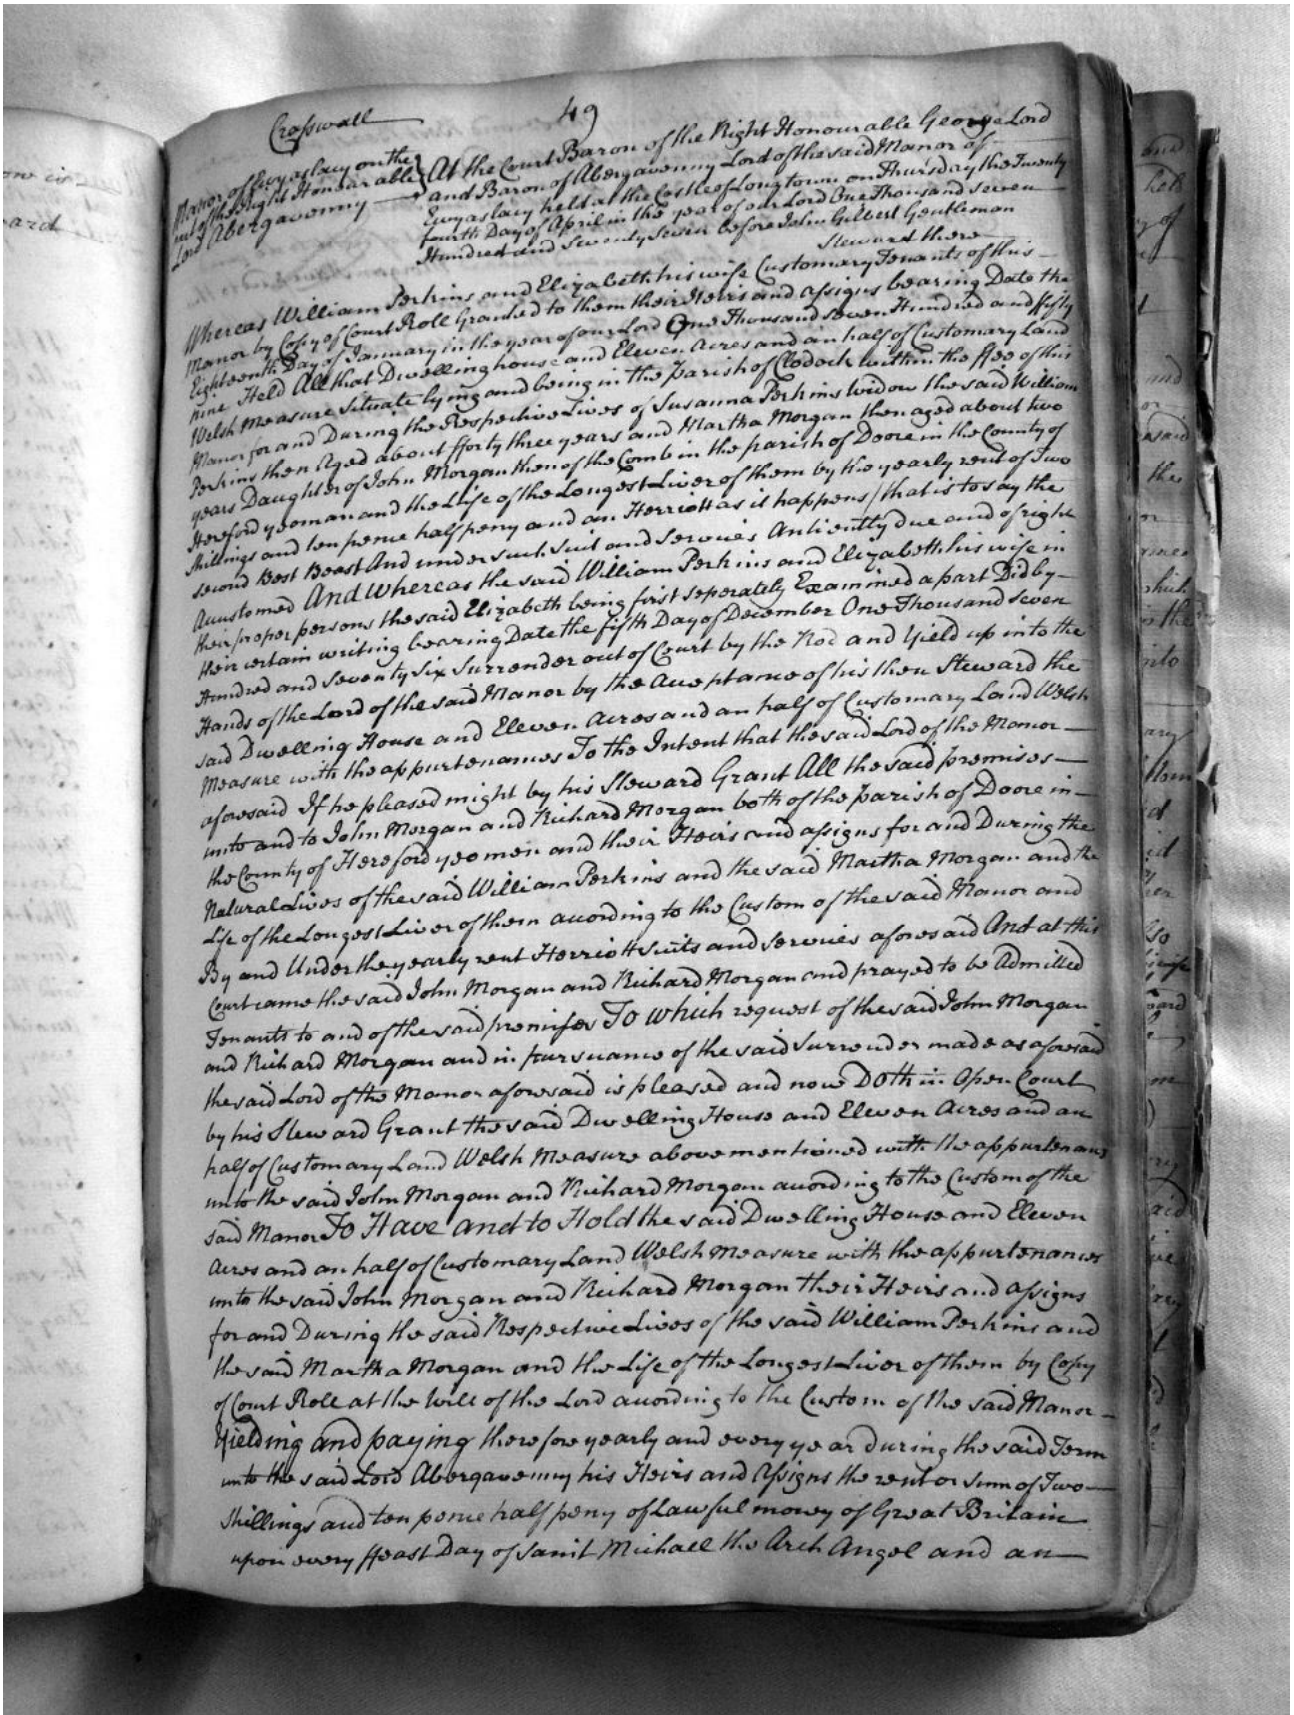 Crasswall
49
Manor of Ewyaslacy on the
part of the Right Honourable
Lord Abergavenny
At the Court Baron of the Right Honourable George Lord
and Baron of Abergavenny Lord of the said Manor of
Ewyaslacy held at the Castle of Longtown on Thursday the Twenty
fourth Day of April in the year of our Lord One Thousand seven
Hundred and Seventy Seven before John Gilbert Gentleman
Steward there
Whereas William Perkins and Elizabeth his wife Customary Tenants of this
Manor by Copy of Court Roll Granted to them their Heirs and assigns bearing Date the
Eighteenth Day of January in the year of our Lord One Thousand seven Hundred and ffifty
nine Held All that Dwelling house and Eleven Acres and an half of Customary Land
Welsh Measure Situate lying and being in the Parish of Clodock within the ffee of this
Manor for and During the Respective Lives of Susanna Perkins Widow the said William
Perkins then Aged about fforty three years and Martha Morgan then aged about two
years Daughter of John Morgan then of the Comb in the parish of Doore in the County of
Hereford yeoman and the Life of the Longest Liver of them by the yearly rent of Two
Shillings and ten pence half peny and an Herriott as it happens / that is to say the
second Best Beast And under such suit and services Antiently due and of right
Accustomed And Whereas the said William Perkins and Elizabeth his wife in
their proper persons the said Elizabeth being first seperately Examined apart Did by
their certain writing bearing Date the fifth Day of December One Thousand seven
Hundred and seventy six Surrender out of Court by the Rod and Yield up into the
Hands of the Lord of the said Manor by the Acceptance of his then Steward the
said Dwelling House and Eleven Acres and an half of Customary Land Welsh
Measure with the appurtenances To the Intent that the said Lord of the Manor
aforesaid If he pleased might by his Steward Grant All the said premises
unto and to John Morgan and Richard Morgan both of the parish of Doore in
the County of Hereford yeomen and their Heirs and assigns for and During the
Natural Lives of the said William Perkins and the said Martha Morgan and the
Life of the Longest Liver of them according to the Custom of the said Manor and
By and Under the yearly rent Herriott suits and services aforesaid And at this
Court came the said John Morgan and Richard Morgan and prayed to be Admitted
Tenants to and of the said premises To which request of the said John Morgan
and Richard Morgan and in pursuance of the said Surrender made as aforesaid
the said Lord of the Manor aforesaid is pleased and now Doth in Open Court
by his Steward Grant the said Dwelling House and Eleven Acres and an
half of Customary Land Welsh Measure above mentioned with the appurtenances
unto the said John Morgan and Richard Morgan according to the Custom of the
said Manor To Have and to Hold the said Dwelling House and Eleven
Acres and an half of Customary Land Welsh Measure with the appurtenances
unto the said John Morgan and Richard Morgan their Heirs and assigns
for and During the said Respective Lives of the said William Perkins and
the said Martha Morgan and the Life of the Longest Liver of them by Copy
of Court Roll at the Will of the Lord according to the Custom of the said Manor
Yielding and paying therefore yearly and every year during the said Term
unto the said Lord Abergavenny his Heirs and Assigns the rent or sum of Two
Shillings and ten pence half peny of Lawful money of Great Britain
upon every ffeast Day of Saint Michael the Arch Angel and an